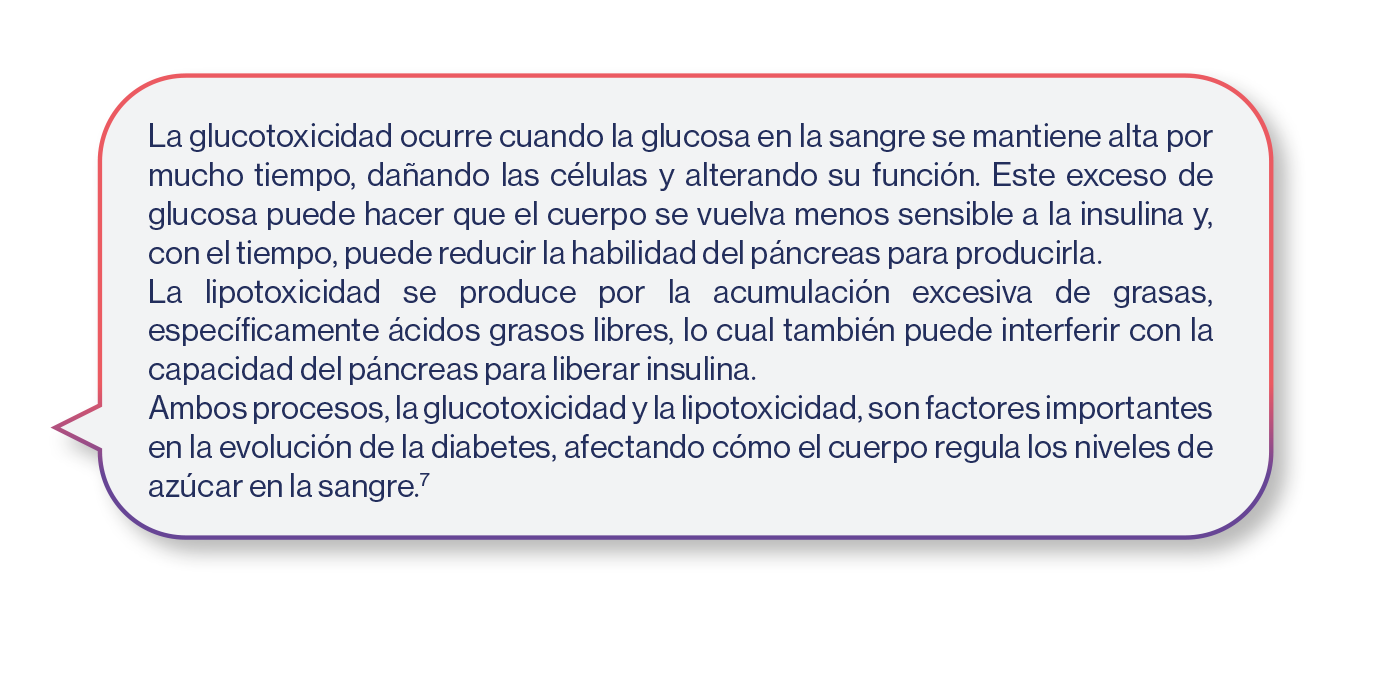 La glucotoxicidad ocurre cuando la glucosa en la sangre se mantiene alta por
mucho tiempo, dañando las células y alterando su función. Este exceso de
glucosa puede hacer que el cuerpo se vuelva menos sensible a la insulina y,
con el tiempo, puede reducir la habilidad del páncreas para producirla.
La lipotoxicidad se produce por la acumulación excesiva de grasas,
específicamente ácidos grasos libres, lo cual también puede interferir con la
capacidad del páncreas para liberar insulina.
Ambos procesos, la glucotoxicidad y la lipotoxicidad, son factores importantes
en la evolución de la diabetes, afectando cómo el cuerpo regula los niveles de
azúcar en la sangre.⁷